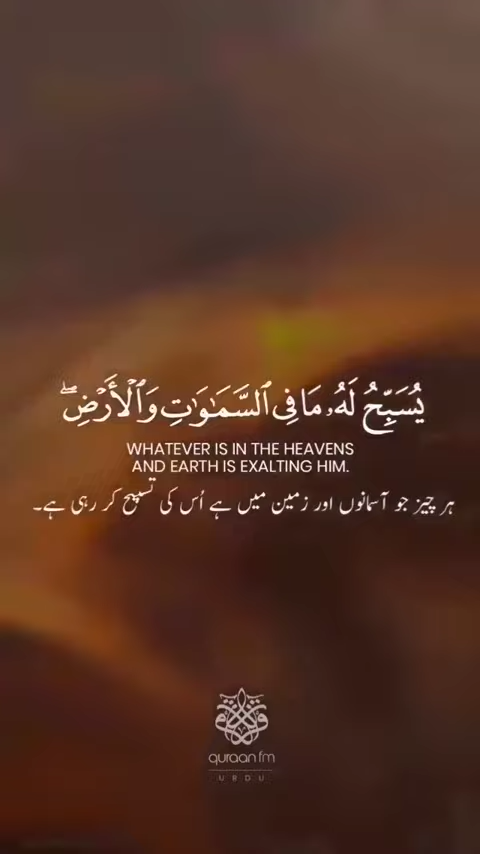 يُسَبِّحُ لَهُۥ مَا فِى ٱلسَّمَـٰوَٰتِ وَٱلْأَرْضِ ۖ
WHATEVER IS IN THE HEAVENS
AND EARTH IS EXALTING HIM.
ہر چیز جو آسمانوں اور زمین میں ہے اُس کی تسبیح کر رہی ہے۔
quraan fm
URDU